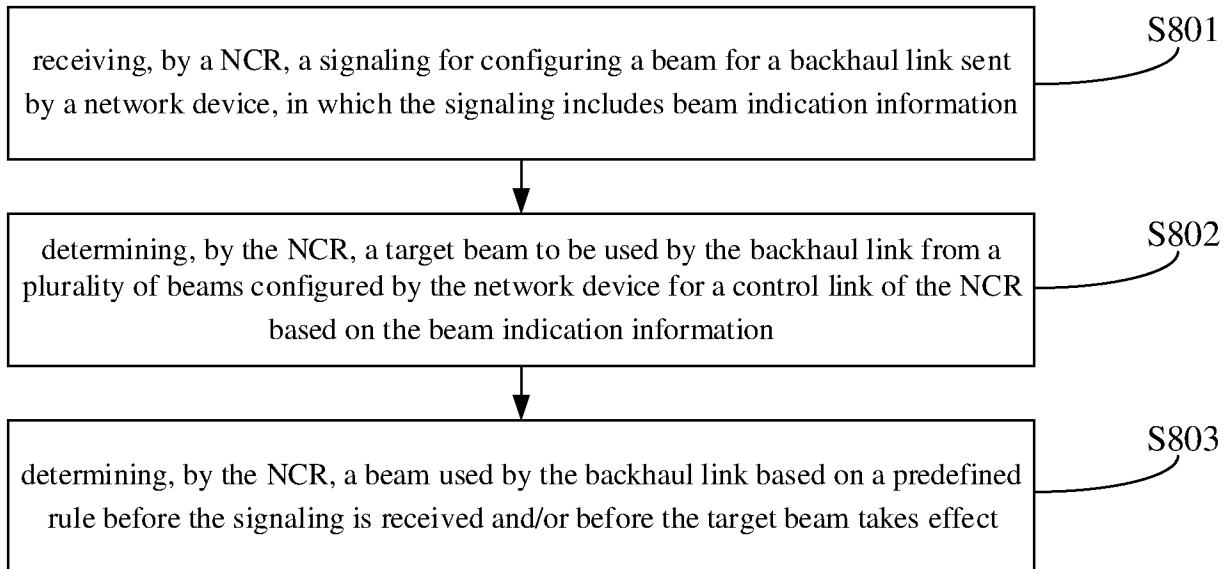 S801
receiving, by a NCR, a signaling for configuring a beam for a backhaul link sent
by a network device, in which the signaling includes beam indication information
S802
determining, by the NCR, a target beam to be used by the backhaul link from a
plurality of beams configured by the network device for a control link of the NCR
based on the beam indication information
S803
determining, by the NCR, a beam used by the backhaul link based on a predefined
rule before the signaling is received and/or before the target beam takes effect